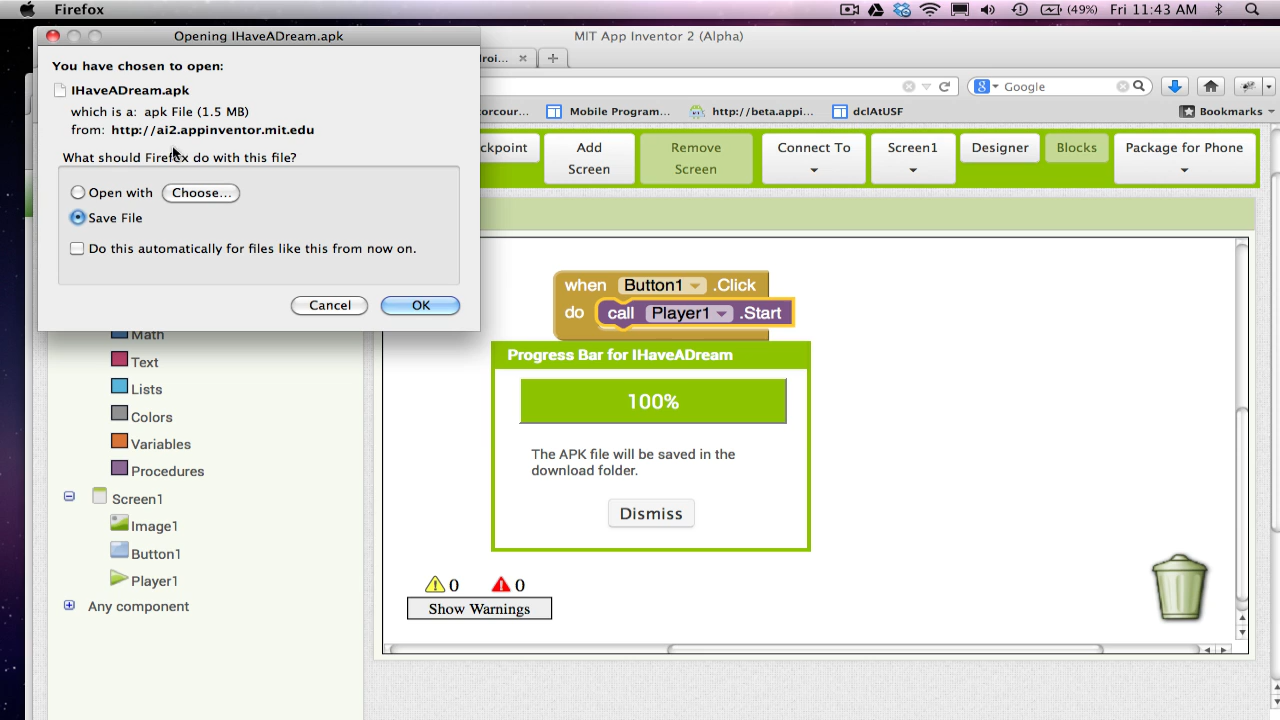 Firefox
(49%)
Fri 11:43 AM
Opening IHaveADream.apk
MIT App Inventor 2 (Alpha)
You have chosen to open:
IHaveADream.apk
which is a: apk File (1.5 MB)
from: http://ai2.appinventor.mit.edu
What should Firefox do with this file?
Open with
Choose...
Save File
Do this automatically for files like this from now on.
Cancel
OK
roi...
Google
corcour...
Mobile Program...
http://beta.appi...
dclAtUSF
Bookmarks
ckpoint
Add
Screen
Remove
Screen
Connect To
Screen1
Designer
Blocks
Package for Phone
when Button1 .Click
do call Player1 .Start
Progress Bar for IHaveADream
100%
The APK file will be saved in the
download folder.
Dismiss
Math
Text
Lists
Colors
Variables
Procedures
Screen1
Image1
Button1
Player1
Any component
0
0
Show Warnings